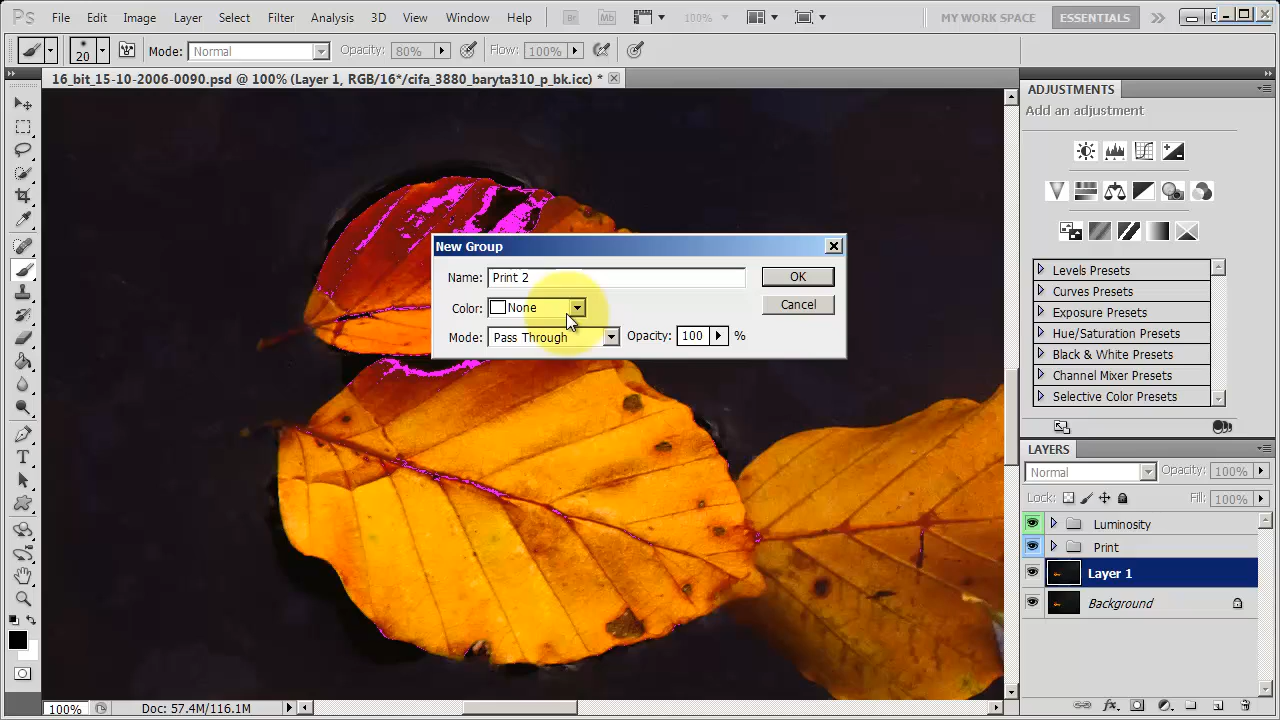 Ps File Edit Image Layer Select Filter Analysis 3D View Window Help Br Mb 100% MY WORK SPACE ESSENTIALS
20 Mode: Normal Opacity: 80% Flow: 100%
16_bit_15-10-2006-0090.psd @ 100% (Layer 1, RGB/16*/cifa_3880_baryta310_p_bk.icc) *
ADJUSTMENTS
Add an adjustment
New Group
Name: Print 2 OK
Color: None Cancel
Mode: Pass Through Opacity: 100 %
Levels Presets
Curves Presets
Exposure Presets
Hue/Saturation Presets
Black & White Presets
Channel Mixer Presets
Selective Color Presets
LAYERS
Normal Opacity: 100%
Lock: Fill: 100%
Luminosity
Print
Layer 1
Background
fx
100% Doc: 57.4M/116.1M